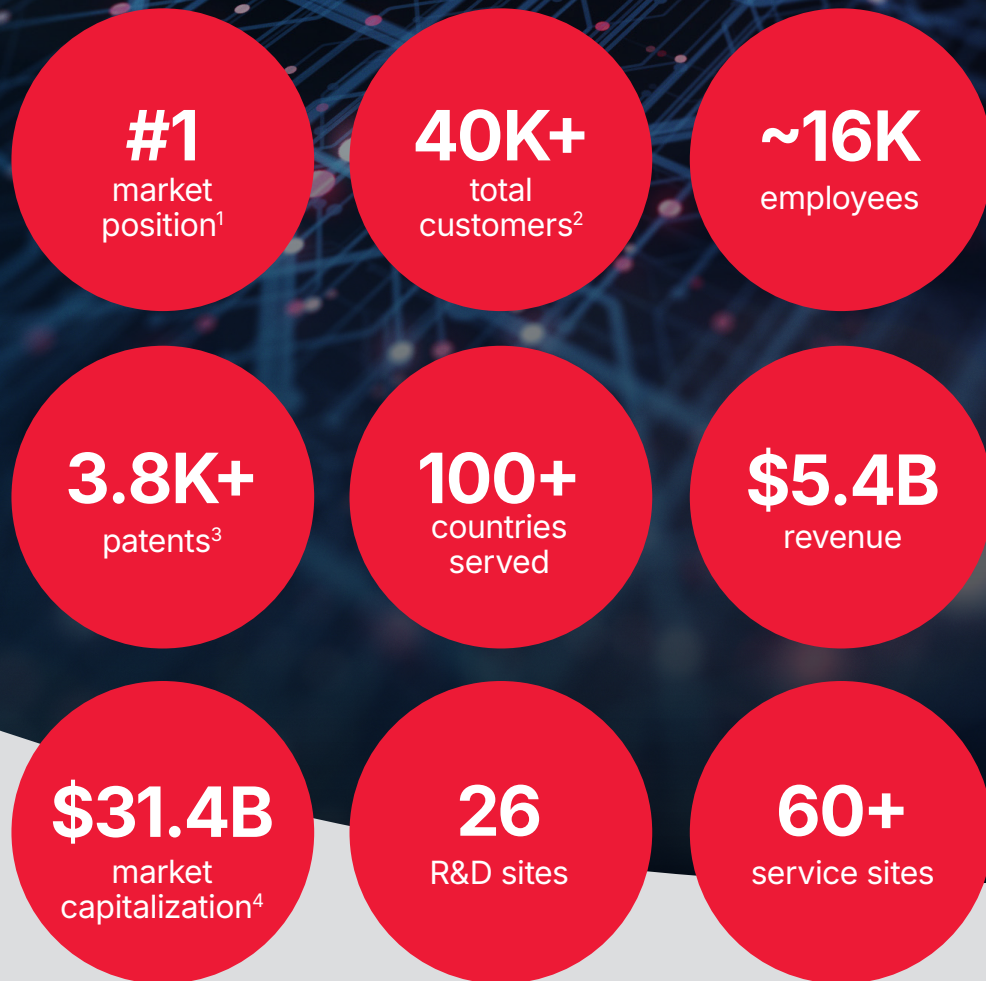 #1
market
position¹
40K+
total
customers²
~16K
employees
3.8K+
patents³
100+
countries
served
$5.4B
revenue
$31.4B
market
capitalization⁴
26
R&D sites
60+
service sites